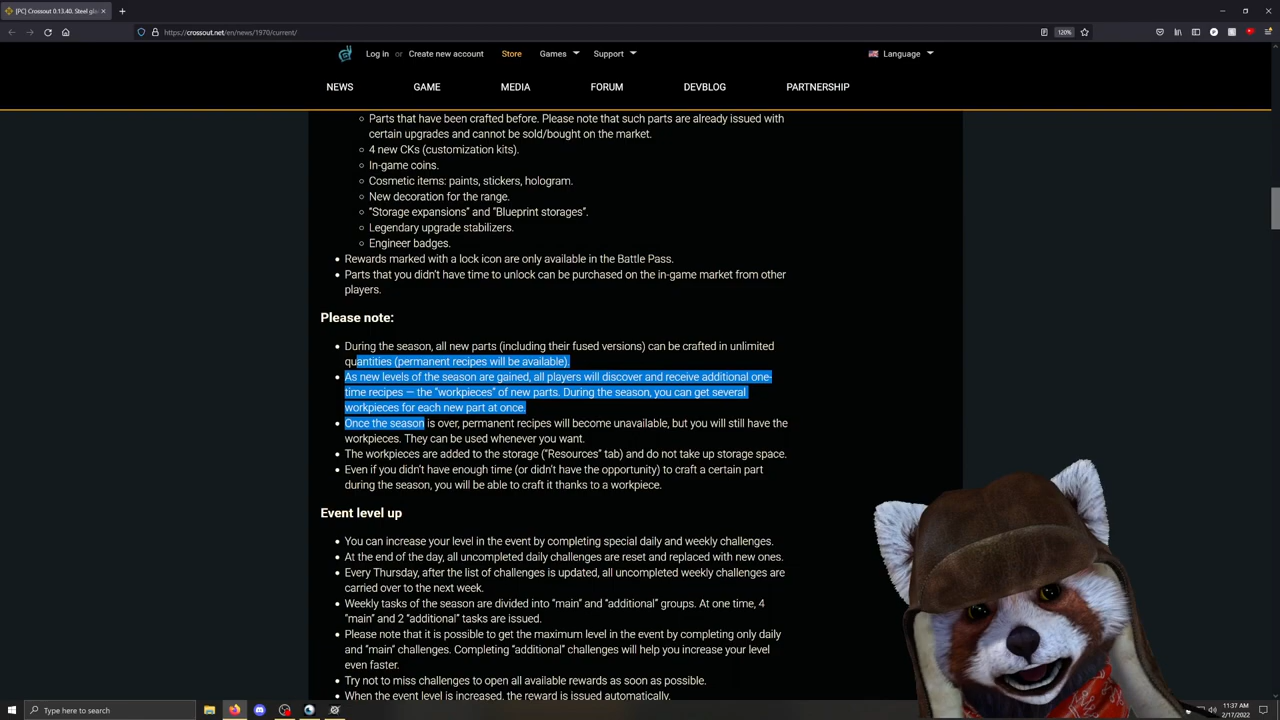 [PC] Crossout 0.13.40. Steel glo
https://crossout.net/en/news/1970/current/
120%
Log in or Create new account Store Games Support Language
NEWS GAME MEDIA FORUM DEVBLOG PARTNERSHIP
Parts that have been crafted before. Please note that such parts are already issued with
certain upgrades and cannot be sold/bought on the market.
4 new CKs (customization kits).
In-game coins.
Cosmetic items: paints, stickers, hologram.
New decoration for the range.
“Storage expansions” and “Blueprint storages”.
Legendary upgrade stabilizers.
Engineer badges.
Rewards marked with a lock icon are only available in the Battle Pass.
Parts that you didn’t have time to unlock can be purchased on the in-game market from other
players.
Please note:
During the season, all new parts (including their fused versions) can be crafted in unlimited
quantities (permanent recipes will be available).
As new levels of the season are gained, all players will discover and receive additional one-
time recipes — the “workpieces” of new parts. During the season, you can get several
workpieces for each new part at once.
Once the season is over, permanent recipes will become unavailable, but you will still have the
workpieces. They can be used whenever you want.
The workpieces are added to the storage (“Resources” tab) and do not take up storage space.
Even if you didn’t have enough time (or didn’t have the opportunity) to craft a certain part
during the season, you will be able to craft it thanks to a workpiece.
Event level up
You can increase your level in the event by completing special daily and weekly challenges.
At the end of the day, all uncompleted daily challenges are reset and replaced with new ones.
Every Thursday, after the list of challenges is updated, all uncompleted weekly challenges are
carried over to the next week.
Weekly tasks of the season are divided into “main” and “additional” groups. At one time, 4
“main” and 2 “additional” tasks are issued.
Please note that it is possible to get the maximum level in the event by completing only daily
and “main” challenges. Completing “additional” challenges will help you increase your level
even faster.
Try not to miss challenges to open all available rewards as soon as possible.
When the event level is increased, the reward is issued automatically.
Type here to search
11:37 AM
2/17/2022